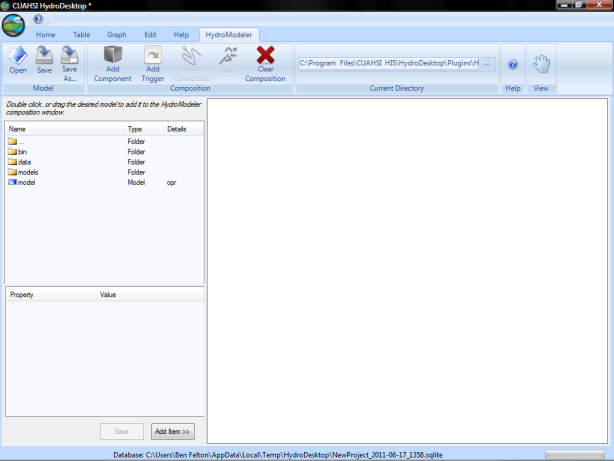 CUAHSI HydroDesktop *
Home Table Graph Edit Help HydroModeler
Open Save Save As... Add Component Add Trigger Add Connection Run Clear Composition C:\Program Files\CUAHSI HIS\HydroDesktop\Plugins\H ...
Model Composition Current Directory Help View
Double click, or drag the desired model to add it to the HydroModeler
composition window.
Name Type Details
... Folder
bin Folder
data Folder
models Folder
model Model opr
Property Value
Save Add Item >>
Database: C:\Users\Ben Felton\AppData\Local\Temp\HydroDesktop\NewProject_2011-06-17_1358.sqlite